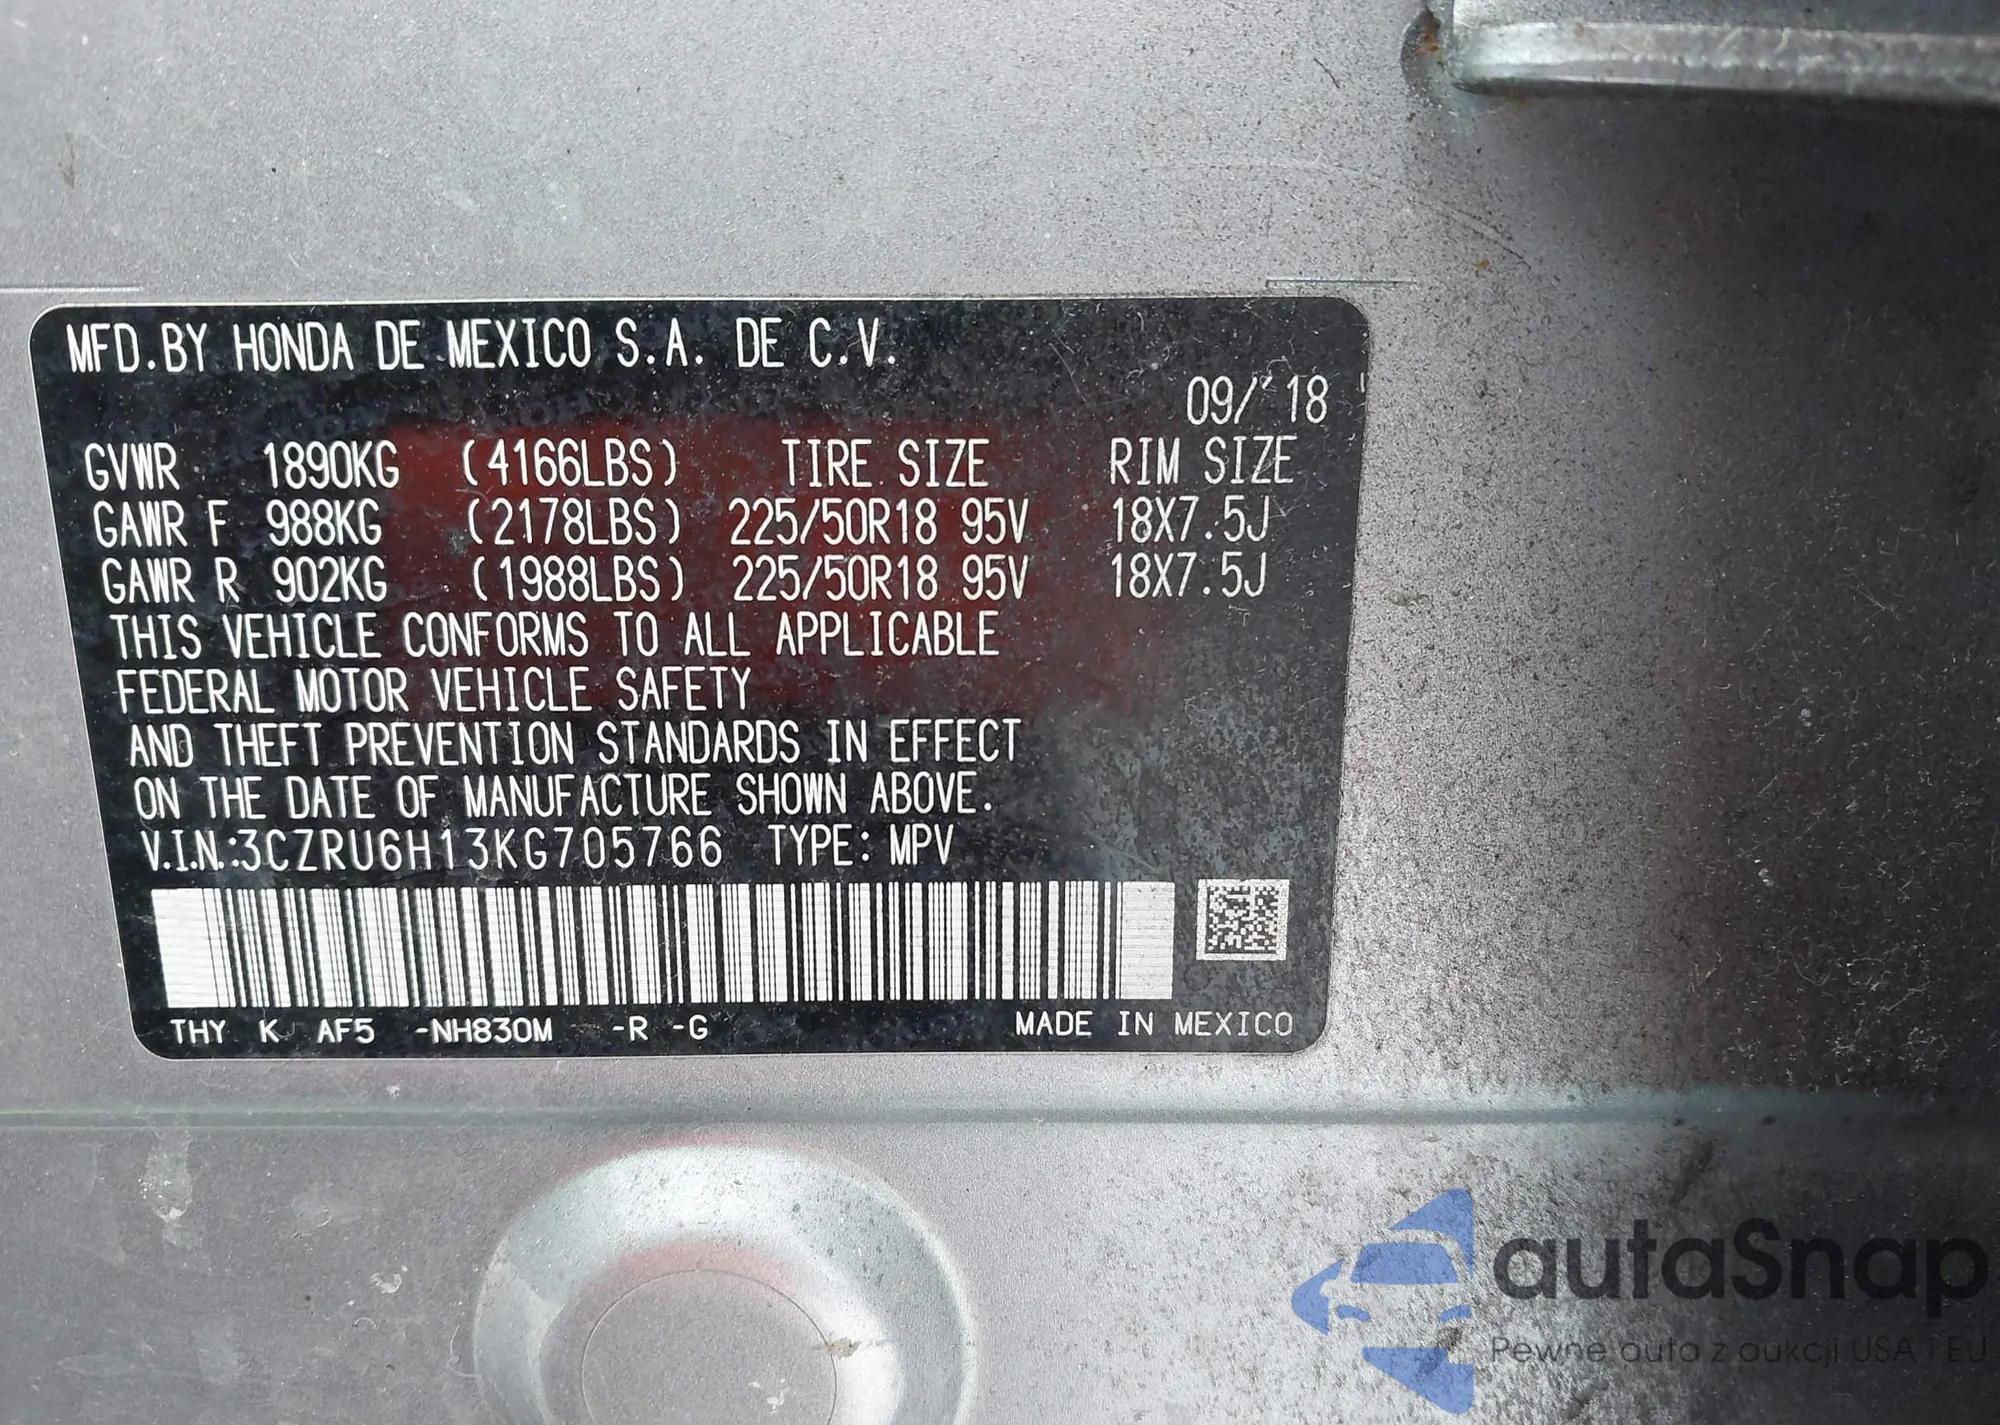 MFD.BY HONDA DE MEXICO S.A. DE C.V.
09/'18
GVWR 1890KG (4166LBS) TIRE SIZE RIM SIZE
GAWR F 988KG (2178LBS) 225/50R18 95V 18X7.5J
GAWR R 902KG (1988LBS) 225/50R18 95V 18X7.5J
THIS VEHICLE CONFORMS TO ALL APPLICABLE
FEDERAL MOTOR VEHICLE SAFETY
AND THEFT PREVENTION STANDARDS IN EFFECT
ON THE DATE OF MANUFACTURE SHOWN ABOVE.
V.I.N.:3CZRU6H13KG705766 TYPE: MPV
THY K AF5 -NH830M -R -G MADE IN MEXICO
autaSnap
Pewne auta z aukcji USA i EU